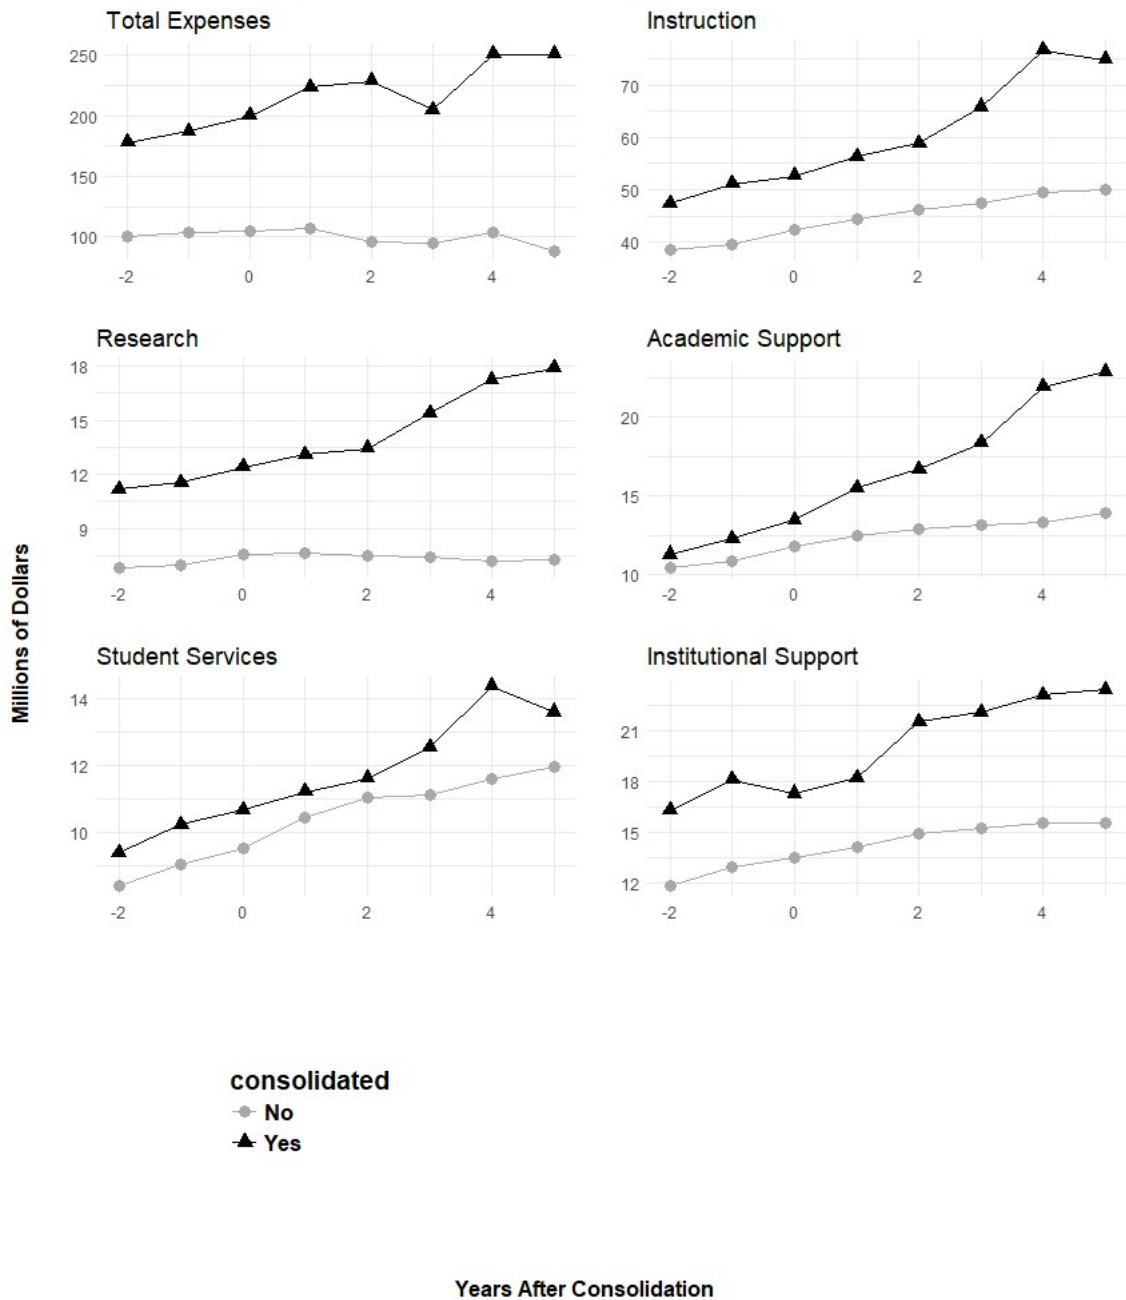 Total Expenses
250
200
150
100
-2 0 2 4
Instruction
70
60
50
40
-2 0 2 4
Research
18
15
12
9
-2 0 2 4
Academic Support
20
15
10
-2 0 2 4
Student Services
14
12
10
-2 0 2 4
Institutional Support
21
18
15
12
-2 0 2 4
Millions of Dollars
consolidated
No
Yes
Years After Consolidation